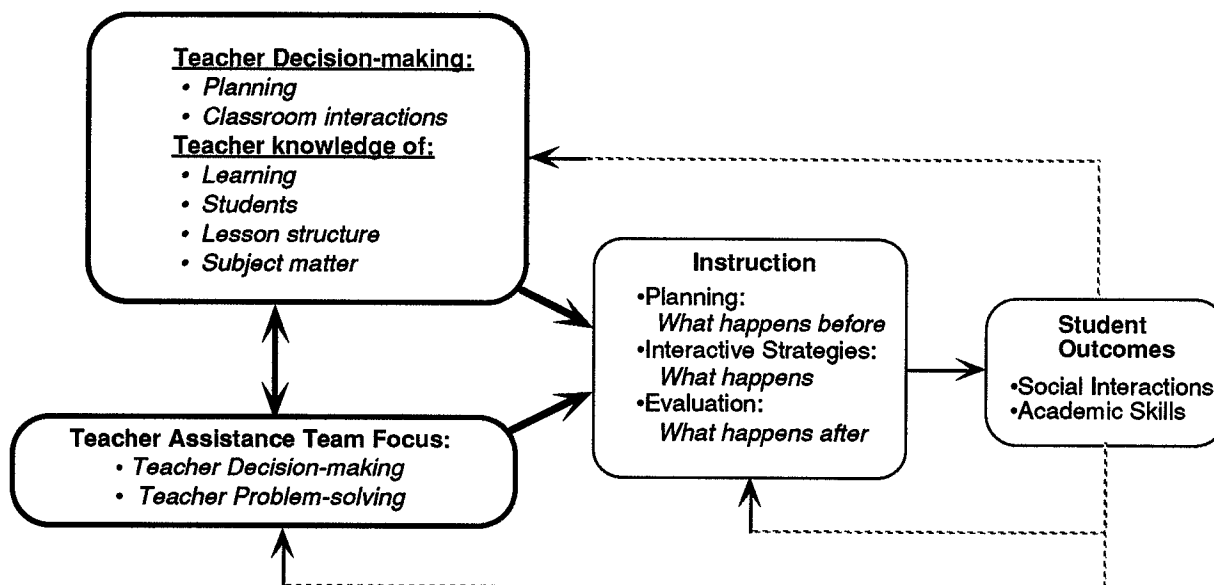 Teacher Decision-making:
• Planning
• Classroom interactions
Teacher knowledge of:
• Learning
• Students
• Lesson structure
• Subject matter
Teacher Assistance Team Focus:
• Teacher Decision-making
• Teacher Problem-solving
Instruction
•Planning:
What happens before
•Interactive Strategies:
What happens
•Evaluation:
What happens after
Student
Outcomes
•Social Interactions
•Academic Skills